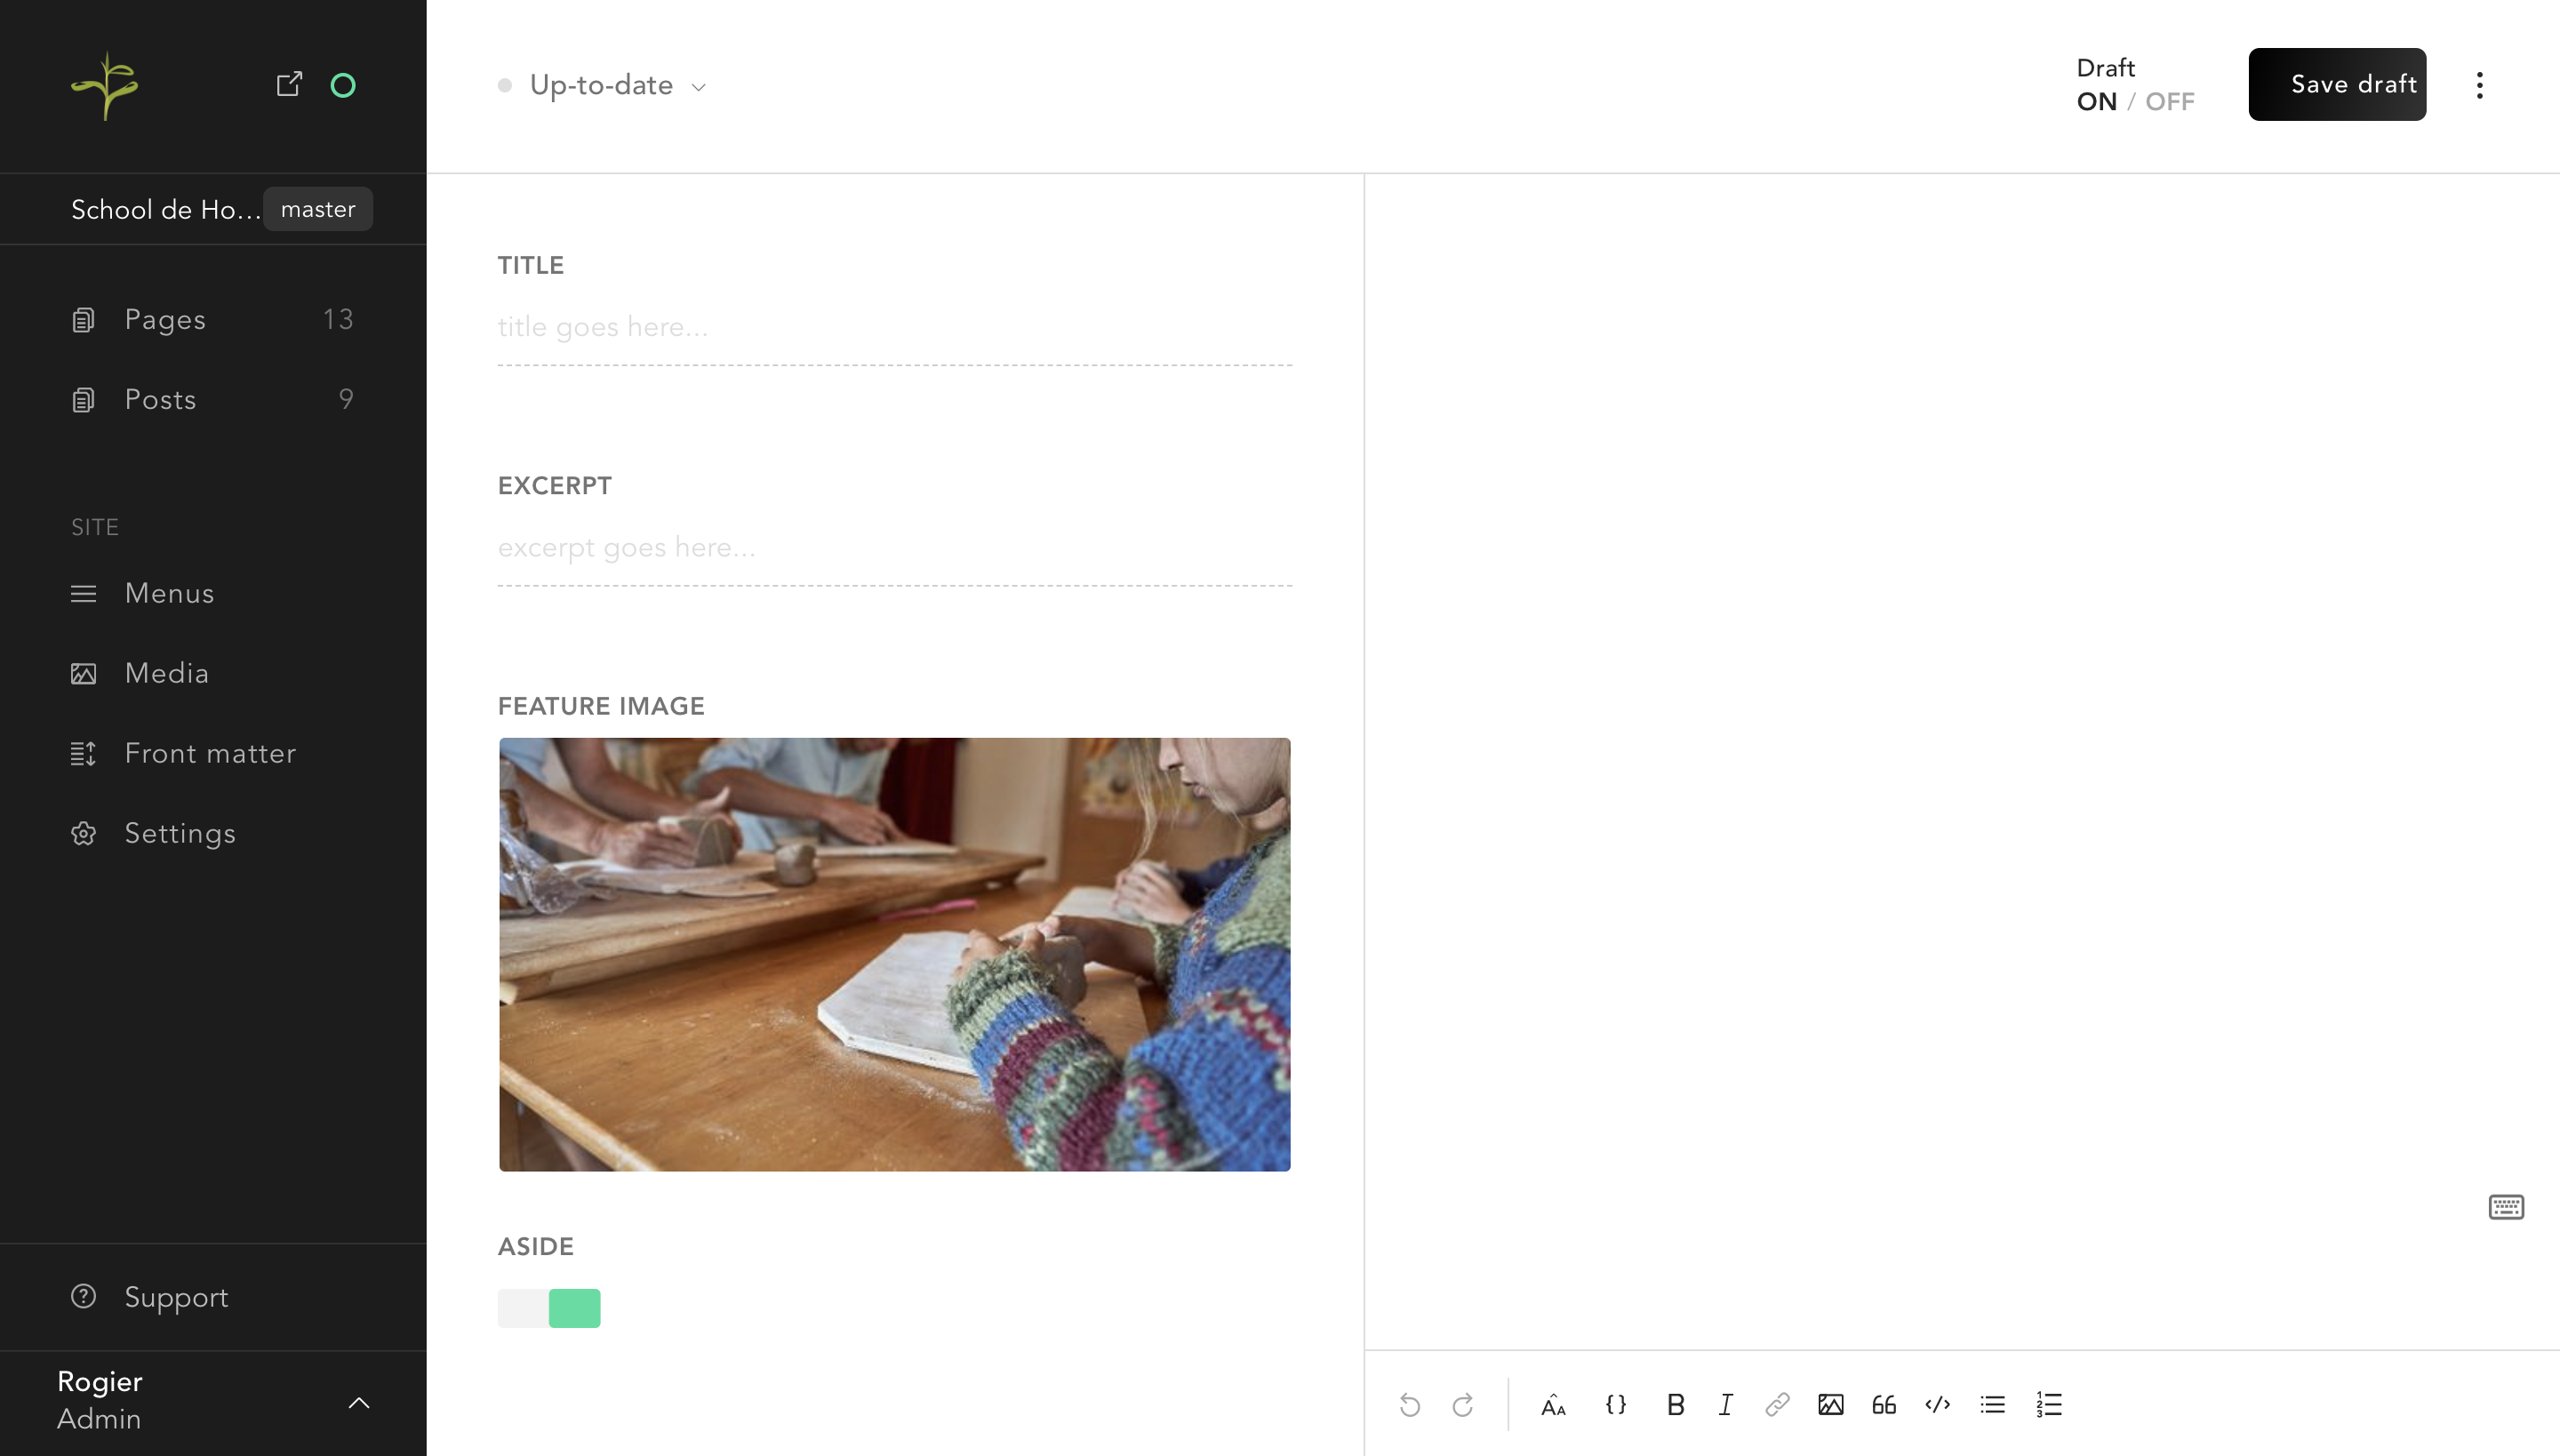 School de Ho...
master
Pages 13
Posts 9
SITE
Menus
Media
Front matter
Settings
Support
Rogier
Admin
Up-to-date
Draft
ON / OFF
Save draft
TITLE
title goes here...
EXCERPT
excerpt goes here...
FEATURE IMAGE
ASIDE